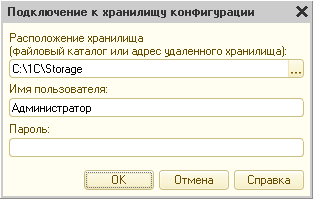 Подключение к хранилищу конфигурации
Расположение хранилища
(Файловый каталог или адрес удаленного хранилища):
C:\1C\Storage
...
Имя пользователя:
Администратор
Пароль:
OK Отмена Справка